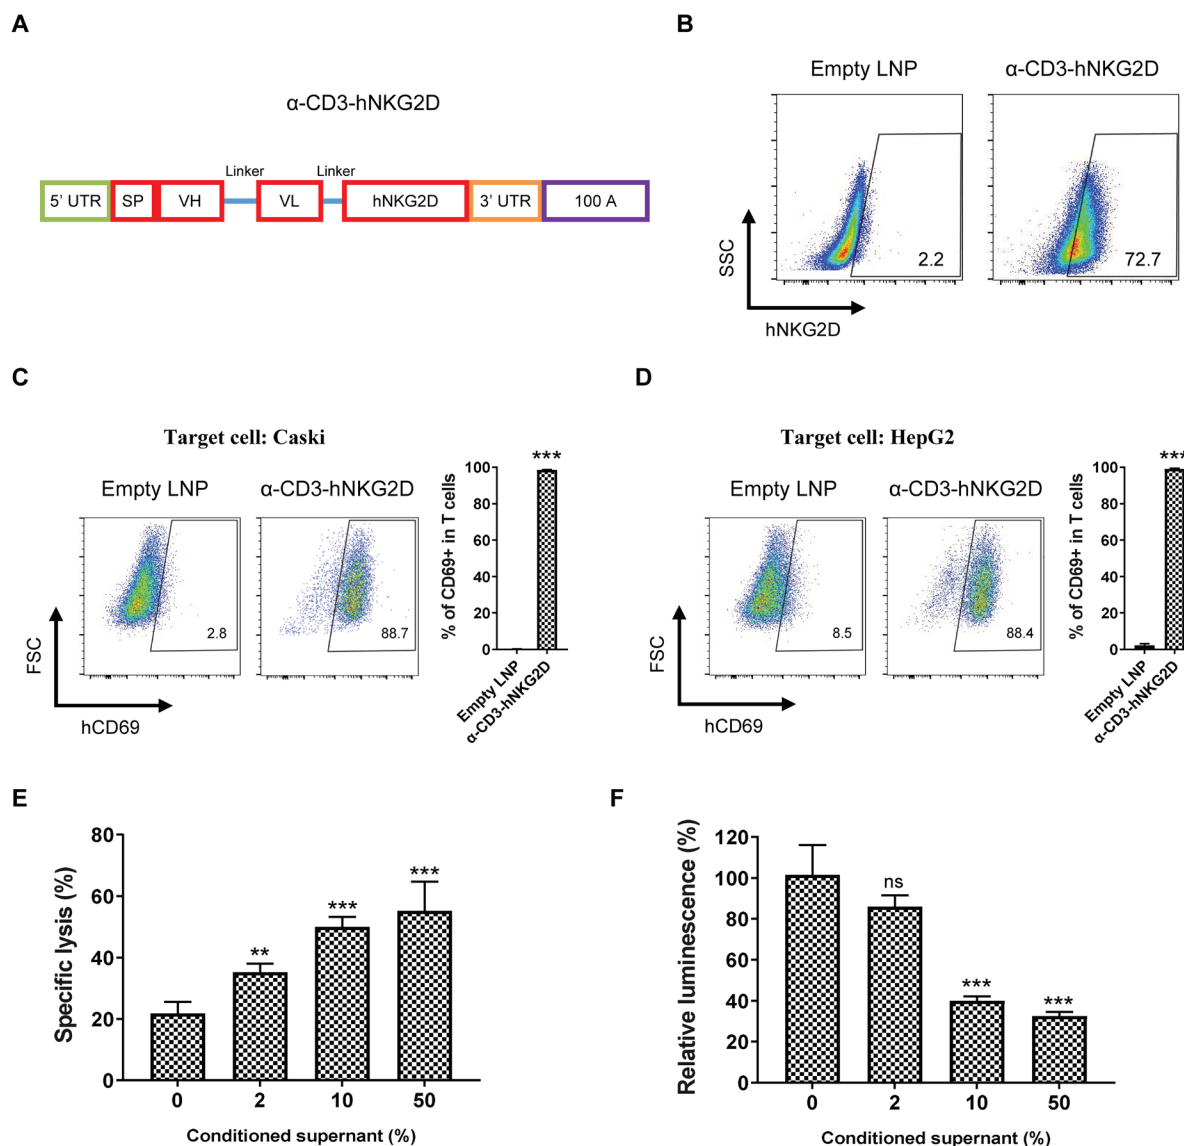 A
α-CD3-hNKG2D
Linker Linker
5' UTR SP VH VL hNKG2D 3' UTR 100 A
B
Empty LNP α-CD3-hNKG2D
2.2 72.7
SSC
hNKG2D
C
Target cell: Caski
Empty LNP α-CD3-hNKG2D
2.8 88.7
FSC
hCD69
% of CD69+ in T cells
100
80
60
40
20
0
***
Empty LNP
α-CD3-hNKG2D
D
Target cell: HepG2
Empty LNP α-CD3-hNKG2D
8.5 88.4
FSC
hCD69
% of CD69+ in T cells
100
80
60
40
20
0
***
Empty LNP
α-CD3-hNKG2D
E
Specific lysis (%)
80
60
40
20
0
** *** ***
0 2 10 50
Conditioned supernant (%)
F
Relative luminescence (%)
120
100
80
60
40
20
0
ns *** ***
0 2 10 50
Conditioned supernant (%)